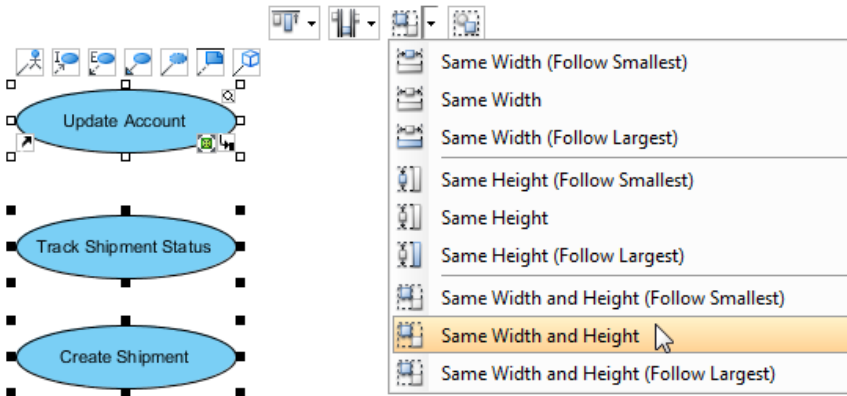 I
E
Update Account
Track Shipment Status
Create Shipment
Same Width (Follow Smallest)
Same Width
Same Width (Follow Largest)
Same Height (Follow Smallest)
Same Height
Same Height (Follow Largest)
Same Width and Height (Follow Smallest)
Same Width and Height
Same Width and Height (Follow Largest)